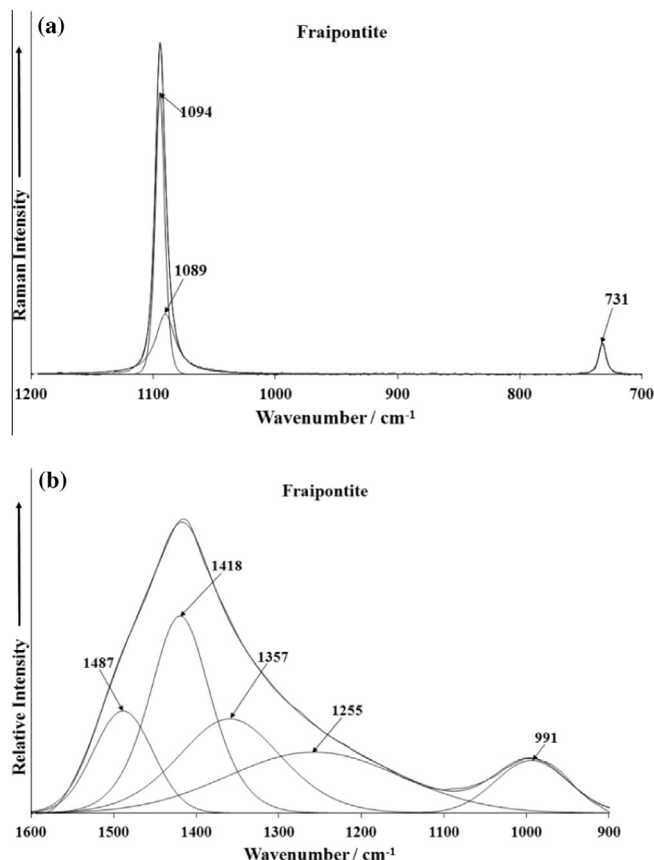 (a)
Fraipontite
Raman Intensity
1094
1089
731
1200 1100 1000 900 800 700
Wavenumber / cm-1
(b)
Fraipontite
Relative Intensity
1418
1487
1357
1255
991
1600 1500 1400 1300 1200 1100 1000 900
Wavenumber / cm-1